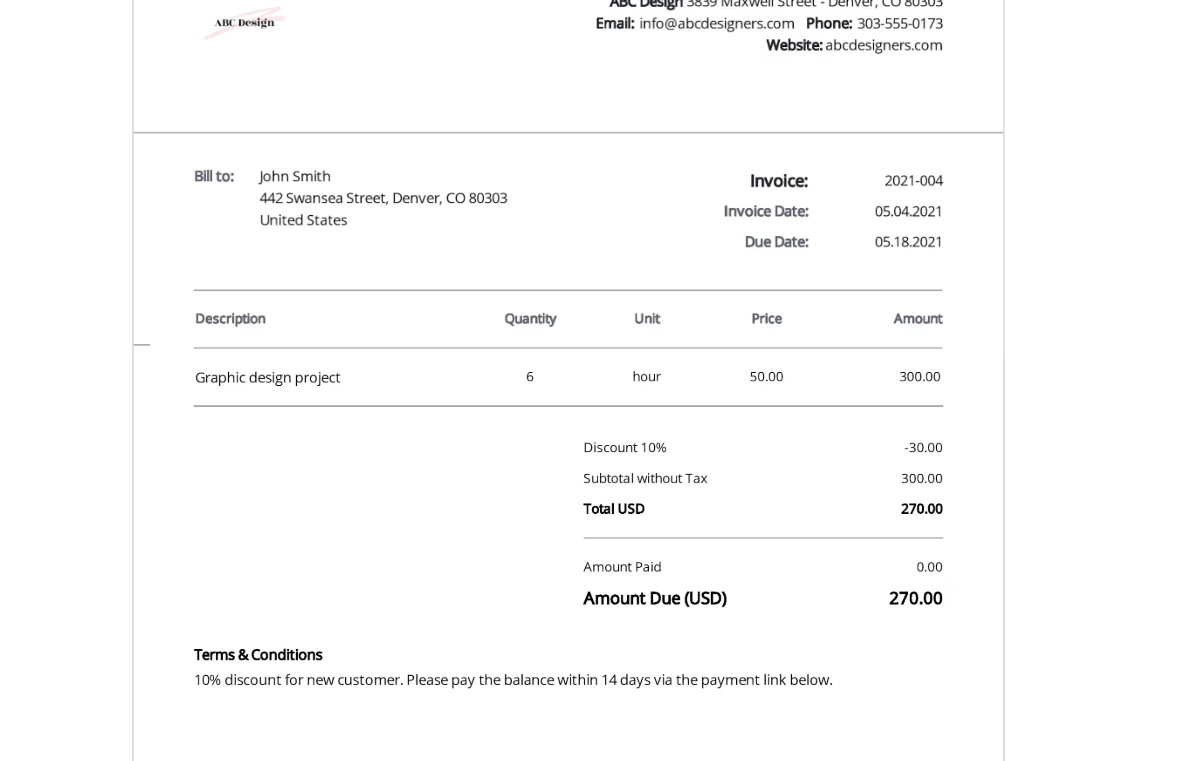 ABC Design
ABC Design 3839 Maxwell Street - Denver, CO 80303
Email: info@abcdesigners.com Phone: 303-555-0173
Website: abcdesigners.com
Bill to: John Smith
442 Swansea Street, Denver, CO 80303
United States
Invoice: 2021-004
Invoice Date: 05.04.2021
Due Date: 05.18.2021
Description Quantity Unit Price Amount
Graphic design project 6 hour 50.00 300.00
Discount 10% -30.00
Subtotal without Tax 300.00
Total USD 270.00
Amount Paid 0.00
Amount Due (USD) 270.00
Terms & Conditions
10% discount for new customer. Please pay the balance within 14 days via the payment link below.